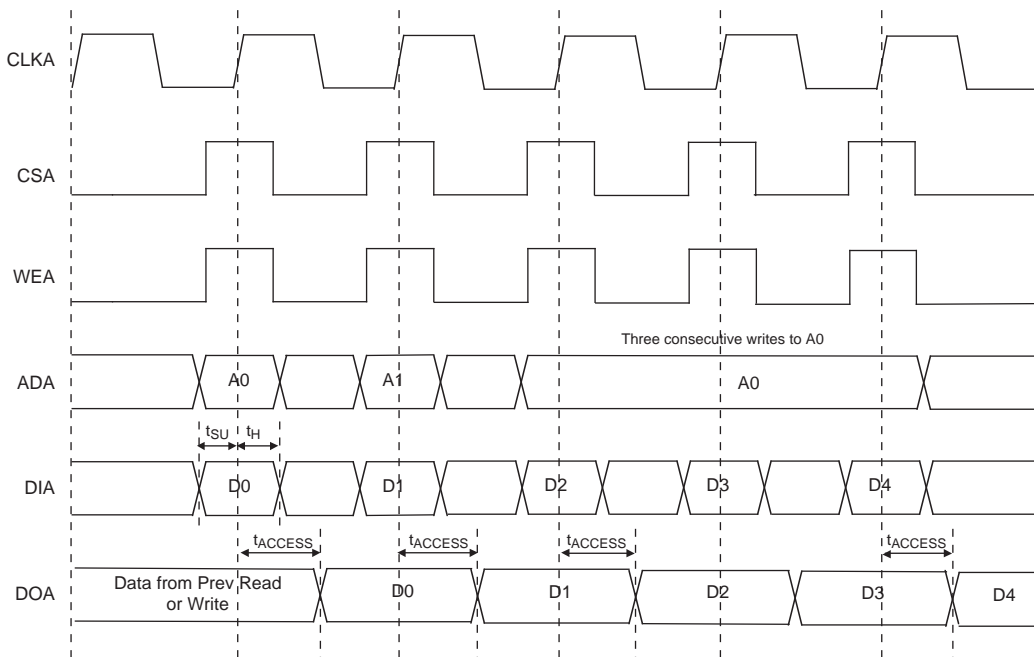 CLKA
CSA
WEA
Three consecutive writes to A0
ADA
A0
A1
A0
tSU
tH
DIA
D0
D1
D2
D3
D4
tACCESS
tACCESS
tACCESS
tACCESS
DOA
Data from Prev Read
or Write
D0
D1
D2
D3
D4